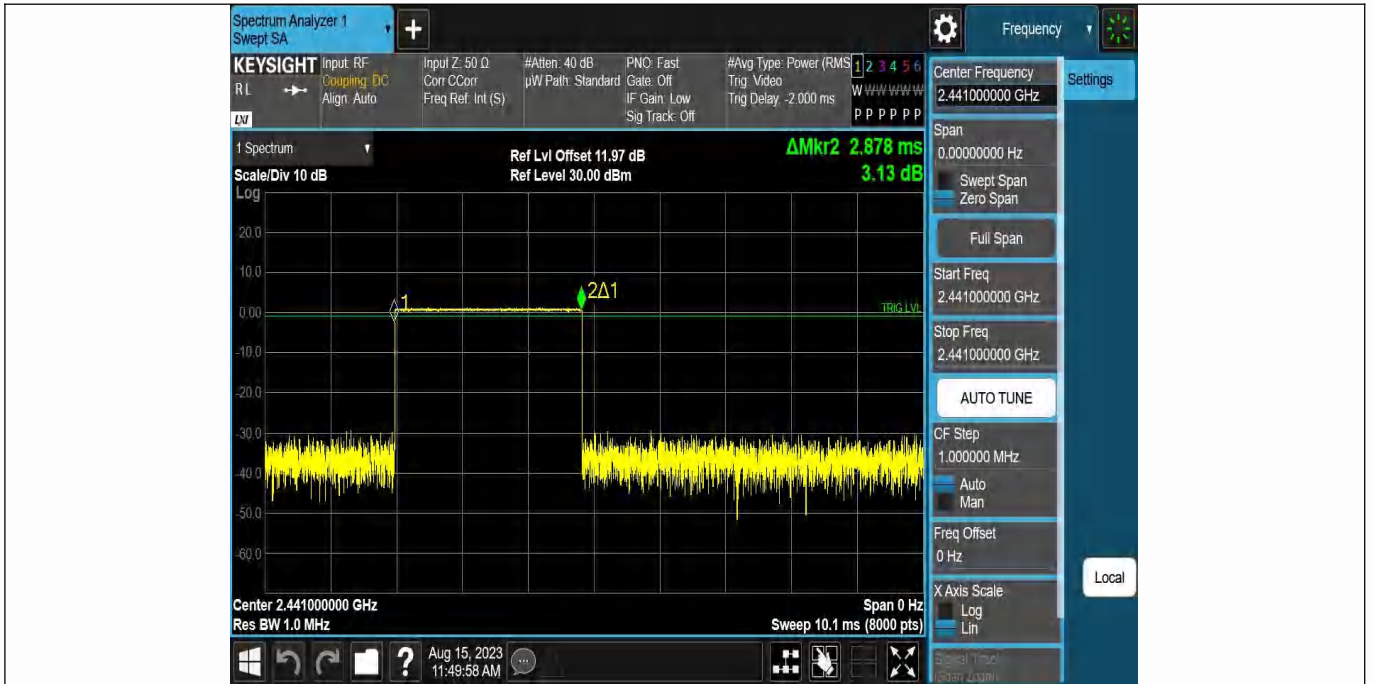 Spectrum Analyzer 1
Swept SA
+
Frequency
KEYSIGHT
RL
LXI
Input: RF
Coupling: DC
Align: Auto
Input Z: 50 Ω
Corr CCorr
Freq Ref: Int (S)
#Atten: 40 dB
µW Path: Standard
PNO: Fast
Gate: Off
IF Gain: Low
Sig Track: Off
#Avg Type: Power (RMS
Trig: Video
Trig Delay: -2.000 ms
1 2 3 4 5 6
W W W W W W
P P P P P P
1 Spectrum
Scale/Div 10 dB
Ref Lvl Offset 11.97 dB
Ref Level 30.00 dBm
ΔMkr2 2.878 ms
3.13 dB
Log
20.0
10.0
0.00
-10.0
-20.0
-30.0
-40.0
-50.0
-60.0
1
2Δ1
TRIG LVL
Center 2.441000000 GHz
Res BW 1.0 MHz
Span 0 Hz
Sweep 10.1 ms (8000 pts)
Center Frequency
2.441000000 GHz
Settings
Span
0.00000000 Hz
Swept Span
Zero Span
Full Span
Start Freq
2.441000000 GHz
Stop Freq
2.441000000 GHz
AUTO TUNE
CF Step
1.000000 MHz
Auto
Man
Freq Offset
0 Hz
X Axis Scale
Log
Lin
Signal Track
(Span Zoom)
Local
?
Aug 15, 2023
11:49:58 AM